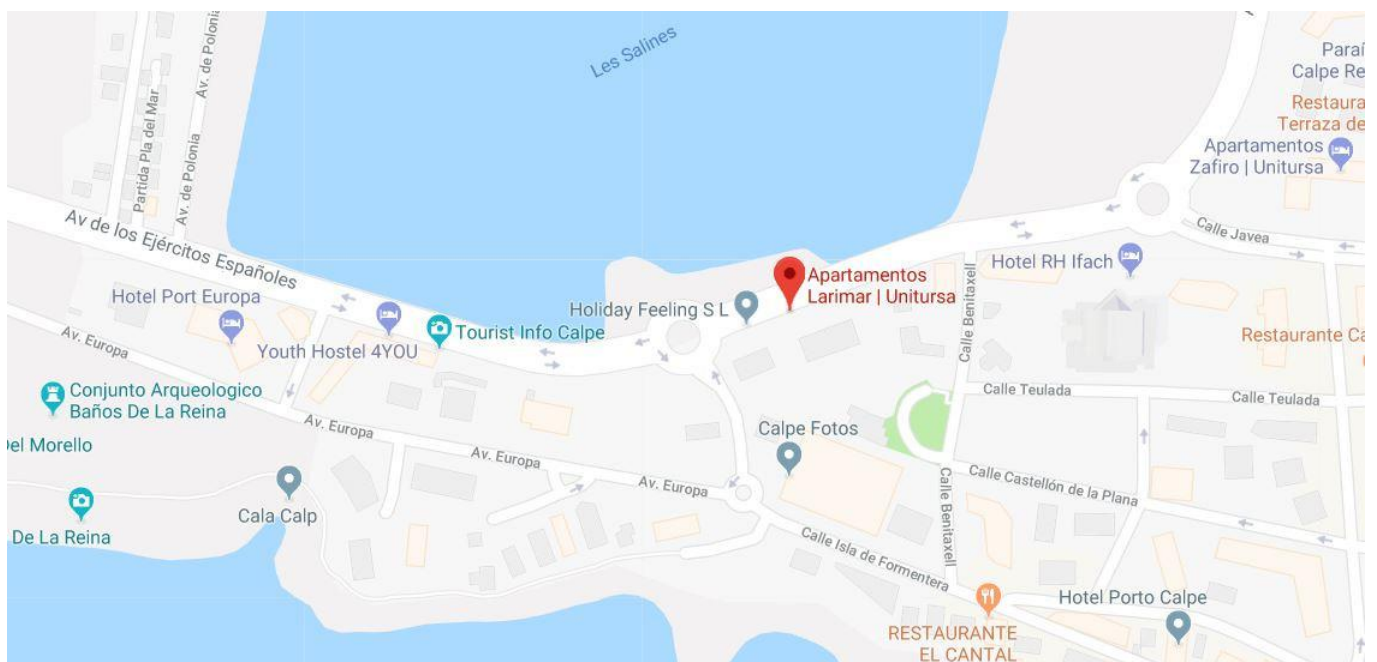 Les Salines
Av. de Polonia
Partida Pla del Mar
Av. de Polonia
Paraí
Calpe Re
Restaura
Terraza de
Apartamentos
Zafiro | Unitursa
Av de los Ejércitos Españoles
Calle Javea
Hotel RH Ifach
Apartamentos
Larimar | Unitursa
Hotel Port Europa
Holiday Feeling S L
Tourist Info Calpe
Youth Hostel 4YOU
Av. Europa
Calle Benitaxell
Restaurante Ca
Conjunto Arqueologico
Baños De La Reina
Calle Teulada
Calle Teulada
Del Morello
Av. Europa
Calpe Fotos
Av. Europa
Av. Europa
Calle Castellón de la Plana
Calle Benitaxell
Cala Calp
De La Reina
Calle Isla de Formentera
Hotel Porto Calpe
RESTAURANTE
EL CANTAL